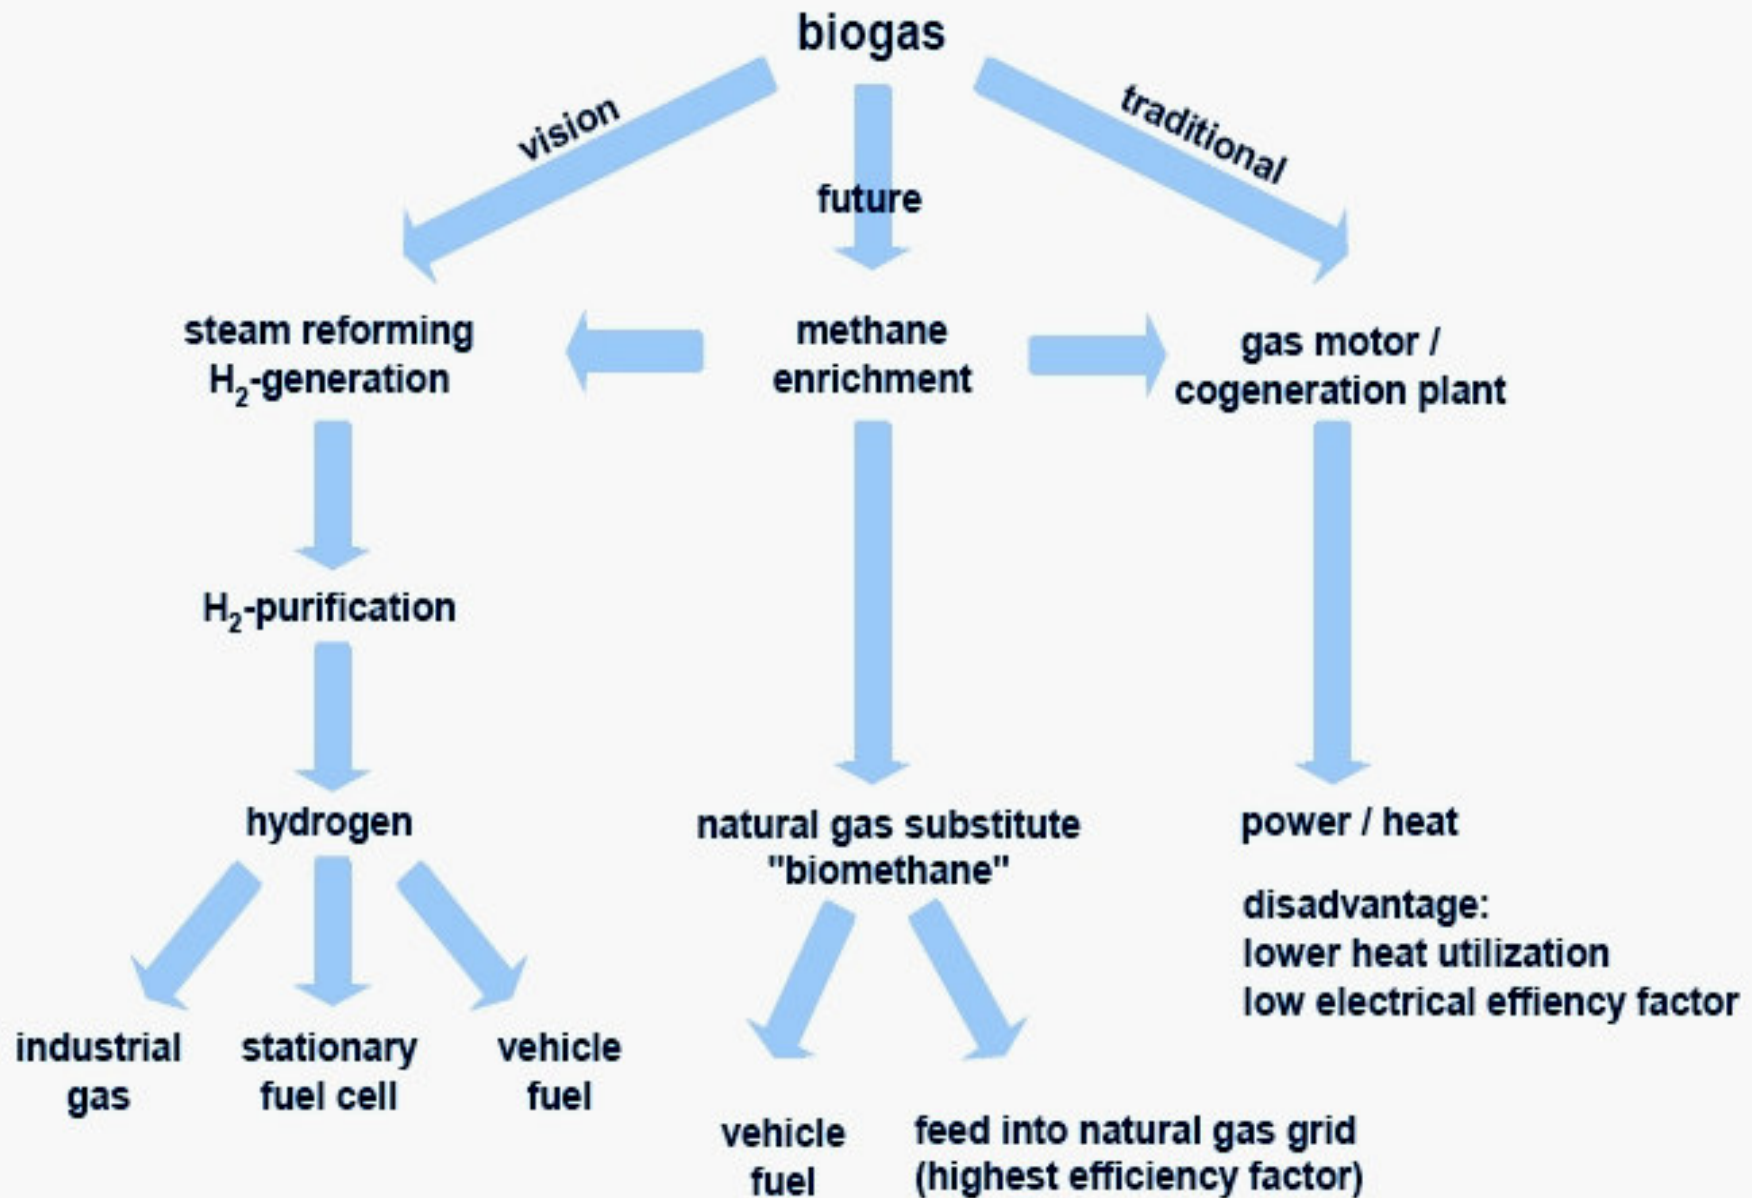 biogas
vision
future
traditional
steam reforming
H₂-generation
methane
enrichment
gas motor /
cogeneration plant
H₂-purification
hydrogen
natural gas substitute
"biomethane"
power / heat
disadvantage:
lower heat utilization
low electrical effiency factor
industrial
gas
stationary
fuel cell
vehicle
fuel
vehicle
fuel
feed into natural gas grid
(highest efficiency factor)